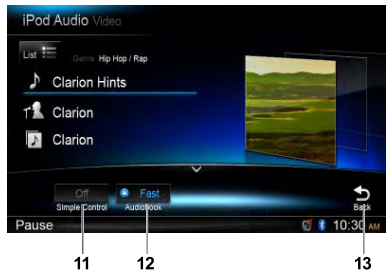 iPod Audio Video
List Genre Hip Hop / Rap
Clarion Hints
Clarion
Clarion
Off Fast
Simple Control Audiobook Back
Pause 10:30 AM
11 12 13